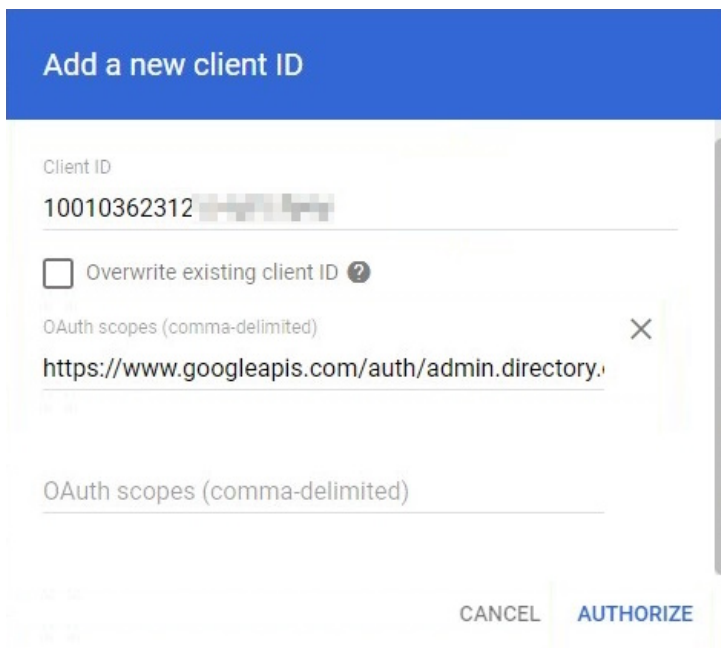 Add a new client ID
Client ID
10010362312
Overwrite existing client ID ?
OAuth scopes (comma-delimited)
https://www.googleapis.com/auth/admin.directory.
OAuth scopes (comma-delimited)
CANCEL AUTHORIZE